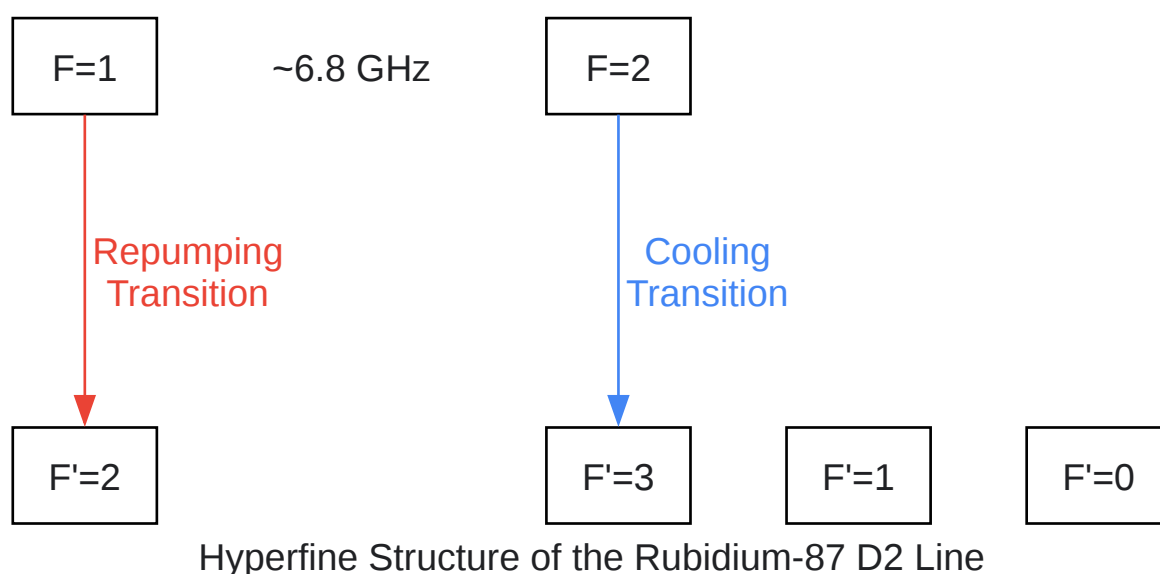 F=1
~6.8 GHz
F=2
Repumping
Transition
Cooling
Transition
F'=2
F'=3
F'=1
F'=0
Hyperfine Structure of the Rubidium-87 D2 Line